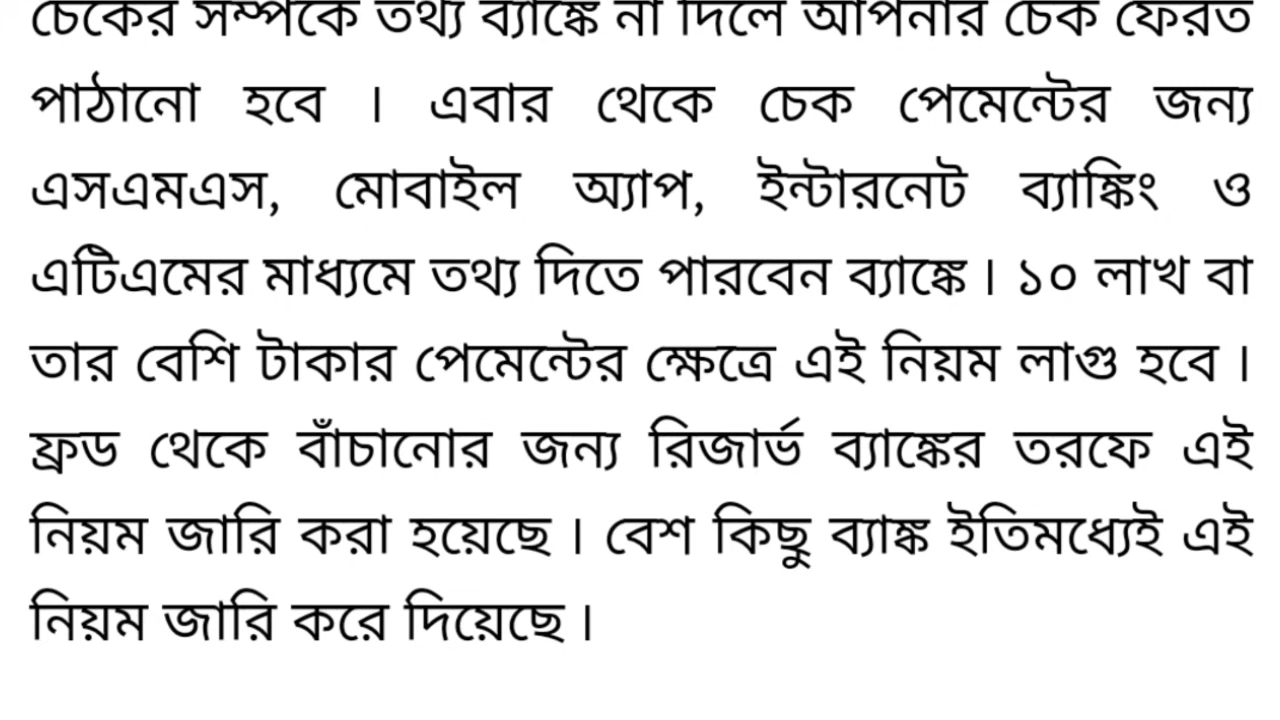 চেকের সম্পর্কে তথ্য ব্যাঙ্কে না দিলে আপনার চেক ফেরত
পাঠানো হবে । এবার থেকে চেক পেমেন্টের জন্য
এসএমএস, মোবাইল অ্যাপ, ইন্টারনেট ব্যাঙ্কিং ও
এটিএমের মাধ্যমে তথ্য দিতে পারবেন ব্যাঙ্কে । ১০ লাখ বা
তার বেশি টাকার পেমেন্টের ক্ষেত্রে এই নিয়ম লাগু হবে ।
ফ্রড থেকে বাঁচানোর জন্য রিজার্ভ ব্যাঙ্কের তরফে এই
নিয়ম জারি করা হয়েছে । বেশ কিছু ব্যাঙ্ক ইতিমধ্যেই এই
নিয়ম জারি করে দিয়েছে ।